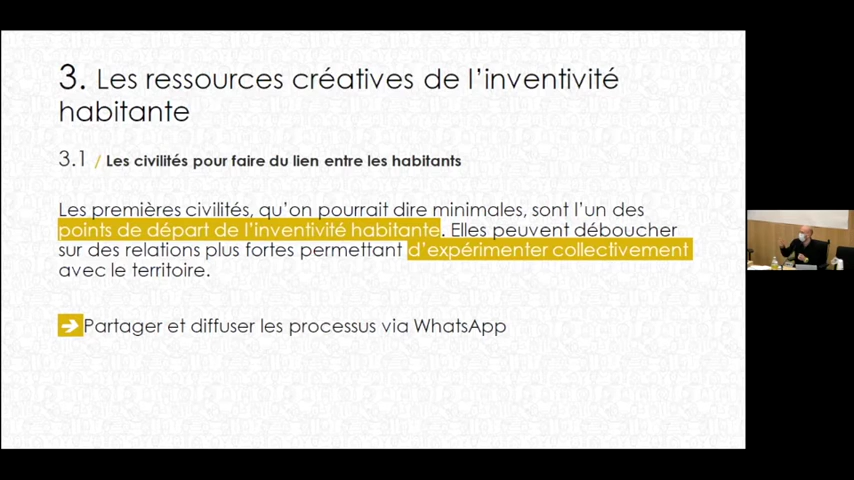 3. Les ressources créatives de l'inventivité
habitante
3.1 / Les civilités pour faire du lien entre les habitants
Les premières civilités, qu'on pourrait dire minimales, sont l'un des
points de départ de l'inventivité habitante. Elles peuvent déboucher
sur des relations plus fortes permettant d'expérimenter collectivement
avec le territoire.
➔ Partager et diffuser les processus via WhatsApp